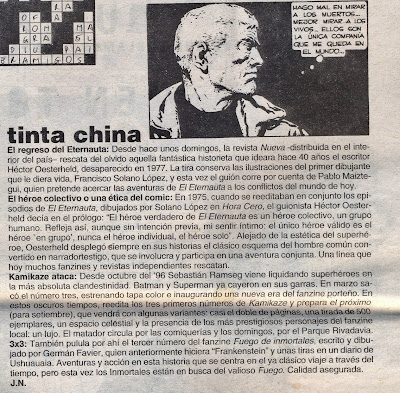 HAGO MAL EN MIRAR
A LOS MUERTOS...
MEJOR MIRAR A LOS
VIVOS... ELLOS SON
LA ÚNICA COMPAÑÍA
QUE ME QUEDA EN
EL MUNDO...
tinta china
El regreso del Eternauta: Desde hace unos domingos, la revista Nueva -distribuida en el inte-
rior del país- rescata del olvido aquella fantástica historieta que ideara hace 40 años el escritor
Héctor Oesterheld, desaparecido en 1977. La tira conserva las ilustraciones del primer dibujante
que le diera vida, Francisco Solano López, y esta vez el guión corre por cuenta de Pablo Maizte-
gui, quien pretende acercar las aventuras de El Eternauta a los conflictos del mundo de hoy.
El héroe colectivo o una ética del comic: En 1975, cuando se reeditaban en conjunto los epi-
sodios de El Eternauta, dibujados por Solano López en Hora Cero, el guionista Héctor Oester-
held decía en el prólogo: "El héroe verdadero de El Eternauta es un héroe colectivo, un grupo
humano. Refleja así, aunque sin intención previa, mi sentir íntimo: el único héroe válido es el
héroe "en grupo", nunca el héroe individual, el héroe solo". Alejado de la estética del superhé-
roe, Oesterheld desplegó siempre en sus historias el clásico esquema del hombre común con-
vertido en narradortestigo, que se involucra y participa en una aventura conjunta. Una línea que
hoy muchos fanzines y revistas independientes rescatan.
Kamikaze ataca: Desde octubre del '96 Sebastián Ramseg viene liquidando superhéroes en
la más absoluta clandestinidad. Batman y Superman ya cayeron en sus garras. En marzo sa-
có el número tres, estrenando tapa color e inaugurando una nueva era del fanzine porteño. En
estos oscuros tiempos, reedita los tres primeros números de Kamikaze y prepara el próximo
(para setiembre), que vendrá con algunas variantes: casi el doble de páginas, una tirada de 500
ejemplares, un espacio celestial y la presencia de los más prestigiosos personajes del fanzine
local: un lujo. El matador circula por las comiquerías y los domingos, por el Parque Rivadavia.
3x3: También pulula por ahí el tercer número del fanzine Fuego de inmortales, escrito y dibu-
jado por Germán Favier, quien anteriormente hiciera "Frankenstein" y unas tiras en un diario de
Ushuauaia. Aventuras y acción en esta historia que se centra en el ya clásico viaje a través del
tiempo, pero esta vez los Inmortales están en busca del valioso Fuego. Calidad asegurada.
J.N.